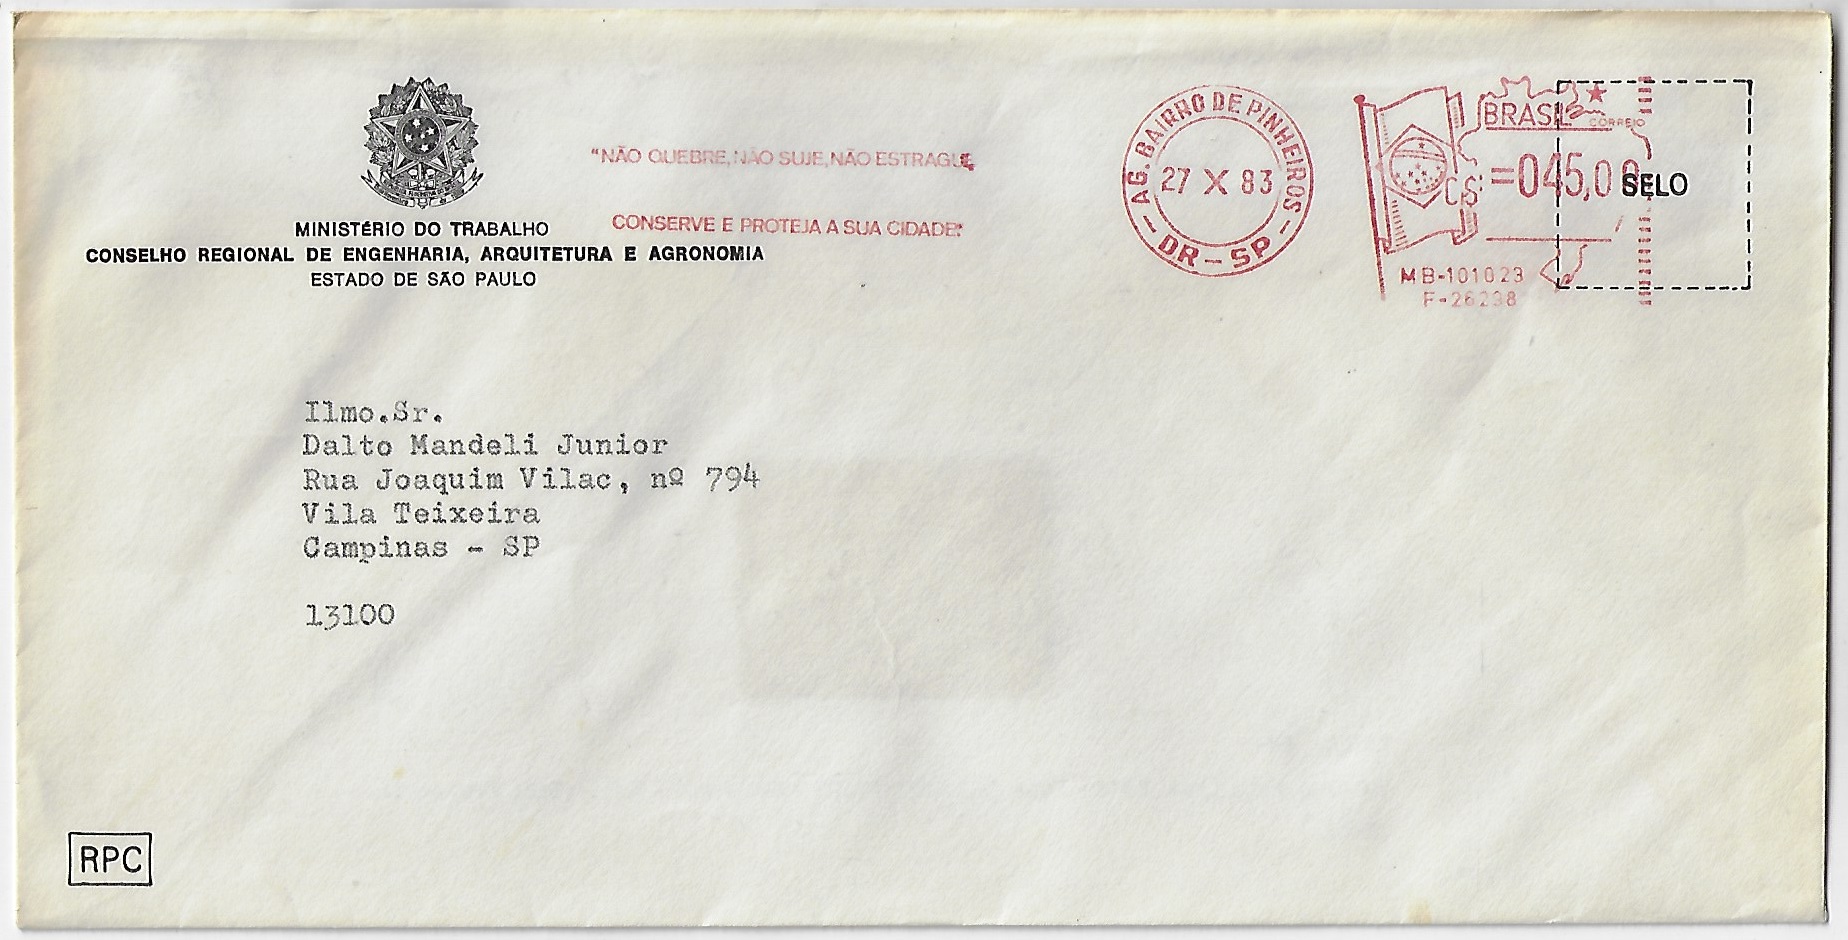 MINISTÉRIO DO TRABALHO
CONSELHO REGIONAL DE ENGENHARIA, ARQUITETURA E AGRONOMIA
ESTADO DE SÃO PAULO
"NÃO QUEBRE, NÃO SUJE, NÃO ESTRAGUE,
CONSERVE E PROTEJA A SUA CIDADE"
AG. BAIRRO DE PINHEIROS
27 X 83
- DR - SP -
BRASIL
CORREIO
=045,00
SELO
MB-101023
F-26298
Ilmo.Sr.
Dalto Mandeli Junior
Rua Joaquim Vilac, nº 794
Vila Teixeira
Campinas - SP
13100
RPC